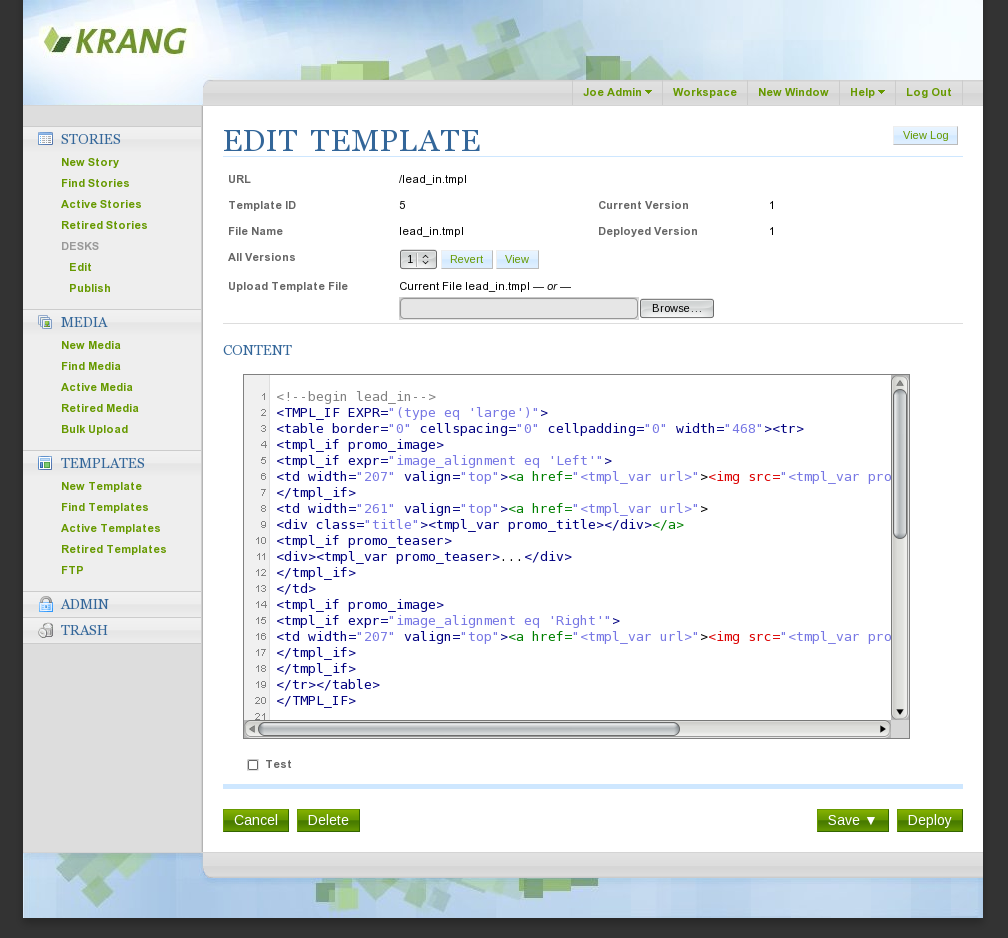 KRANG
Joe Admin Workspace New Window Help Log Out
STORIES
New Story
Find Stories
Active Stories
Retired Stories
DESKS
Edit
Publish
MEDIA
New Media
Find Media
Active Media
Retired Media
Bulk Upload
TEMPLATES
New Template
Find Templates
Active Templates
Retired Templates
FTP
ADMIN
TRASH
EDIT TEMPLATE
View Log
URL /lead_in.tmpl
Template ID 5 Current Version 1
File Name lead_in.tmpl Deployed Version 1
All Versions 1 Revert View
Upload Template File Current File lead_in.tmpl — or —
Browse...
CONTENT
1 <!--begin lead_in-->
2 <TMPL_IF EXPR="(type eq 'large')">
3 <table border="0" cellspacing="0" cellpadding="0" width="468"><tr>
4 <tmpl_if promo_image>
5 <tmpl_if expr="image_alignment eq 'Left'">
6 <td width="207" valign="top"><a href="<tmpl_var url>"><img src="<tmpl_var pro
7 </tmpl_if>
8 <td width="261" valign="top"><a href="<tmpl_var url>">
9 <div class="title"><tmpl_var promo_title></div></a>
10 <tmpl_if promo_teaser>
11 <div><tmpl_var promo_teaser>...</div>
12 </tmpl_if>
13 </td>
14 <tmpl_if promo_image>
15 <tmpl_if expr="image_alignment eq 'Right'">
16 <td width="207" valign="top"><a href="<tmpl_var url>"><img src="<tmpl_var pro
17 </tmpl_if>
18 </tmpl_if>
19 </tr></table>
20 </TMPL_IF>
21
Test
Cancel Delete Save ▼ Deploy